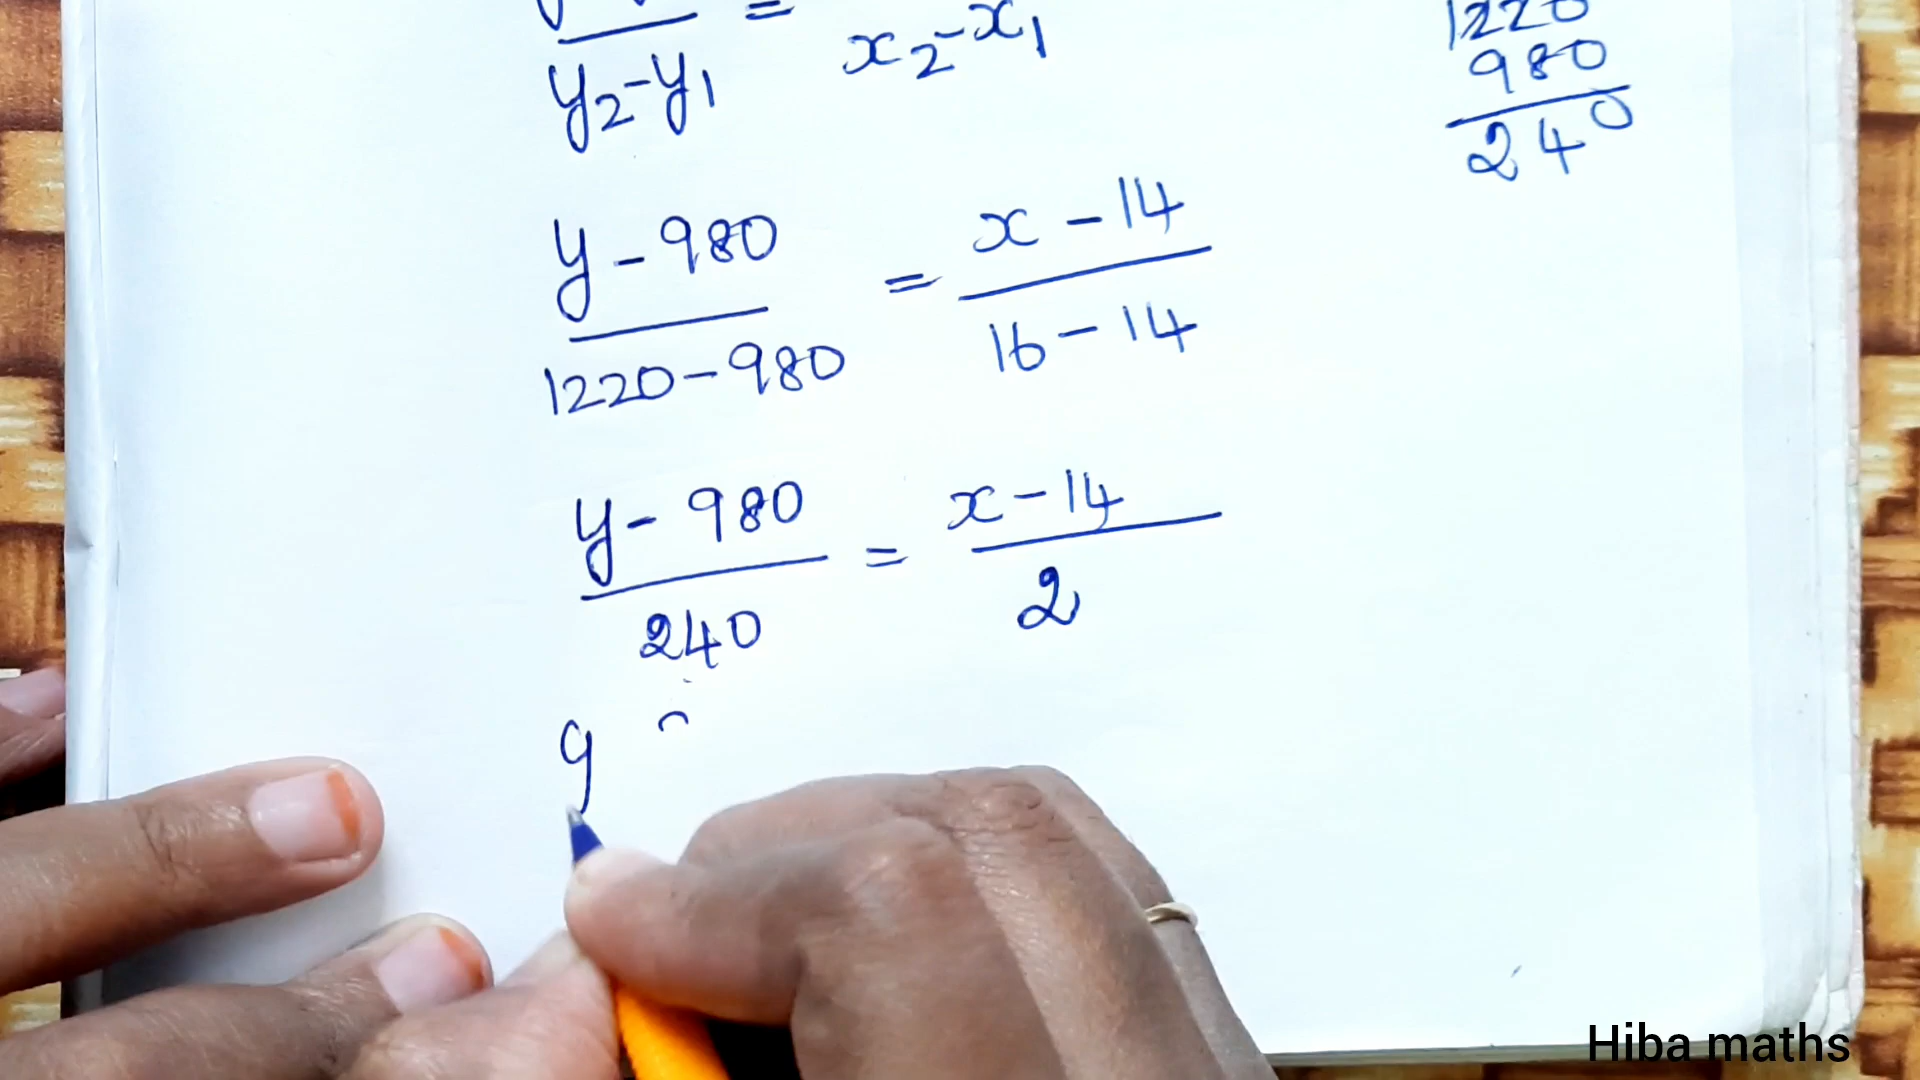 y₂-y₁ = x₂-x₁
1220
980
240
y - 980 = x - 14
1220-980 16-14
y - 980 = x - 14
240 2
Hiba maths